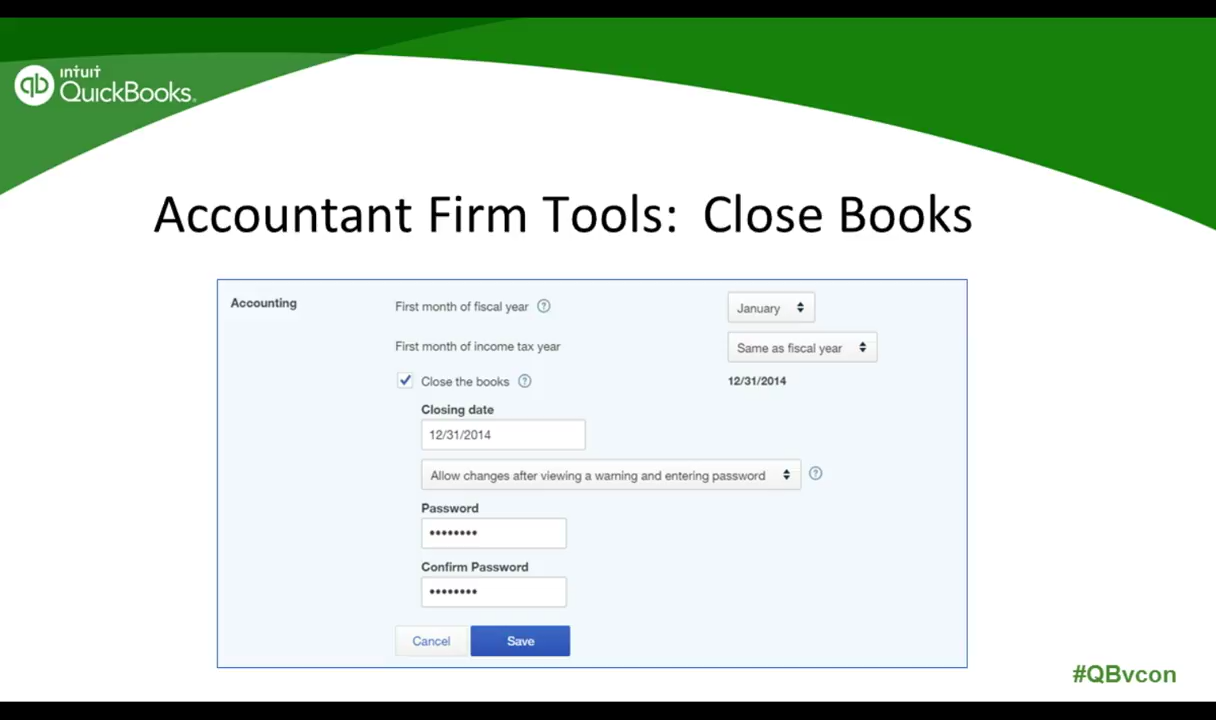 ıntuıt
QuickBooks.
Accountant Firm Tools:  Close Books
Accounting
First month of fiscal year ?
January
First month of income tax year
Same as fiscal year
Close the books ?
12/31/2014
Closing date
12/31/2014
Allow changes after viewing a warning and entering password ?
Password
••••••••
Confirm Password
••••••••
Cancel
Save
#QBvcon